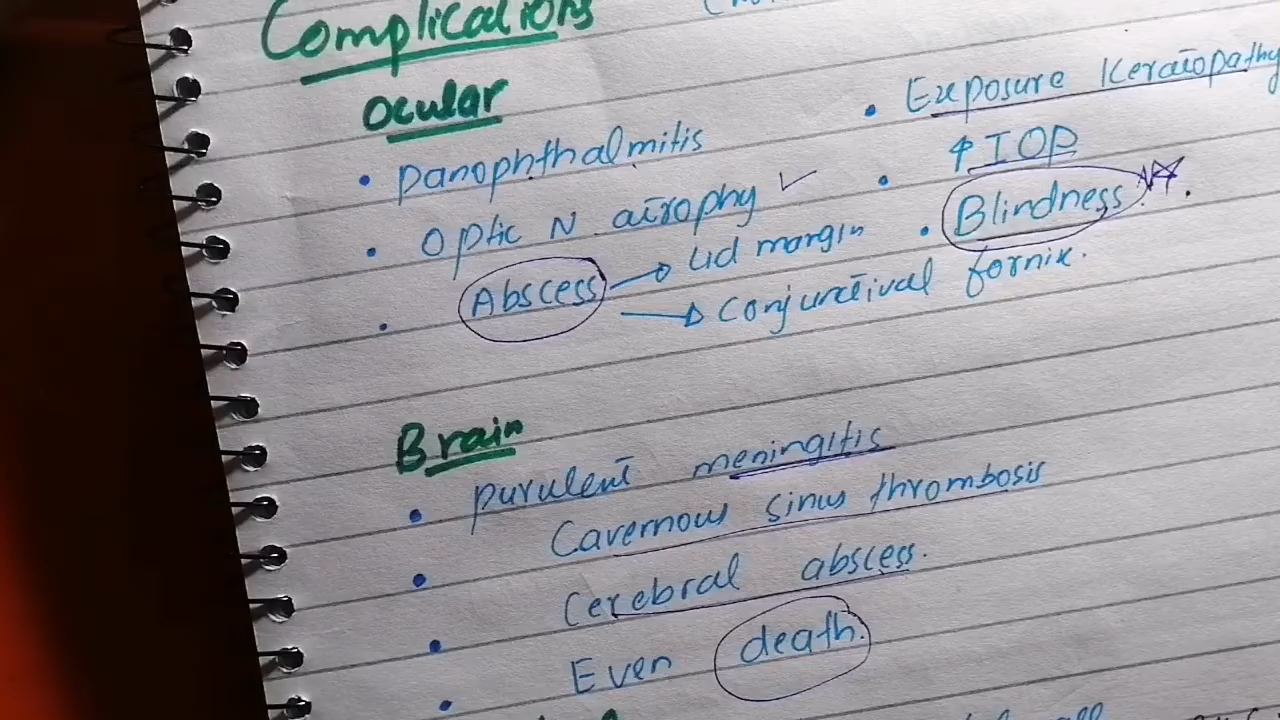 Complications
Ocular
• Panophthalmitis
• Optic N atrophy ✓
• Abscess → Lid margin
→ Conjunctival fornix.
• Exposure Keratopathy
• ↑ IOP
• Blindness
Brain
• purulent meningitis
• Cavernous sinus thrombosis
• Cerebral abscess.
• Even death.